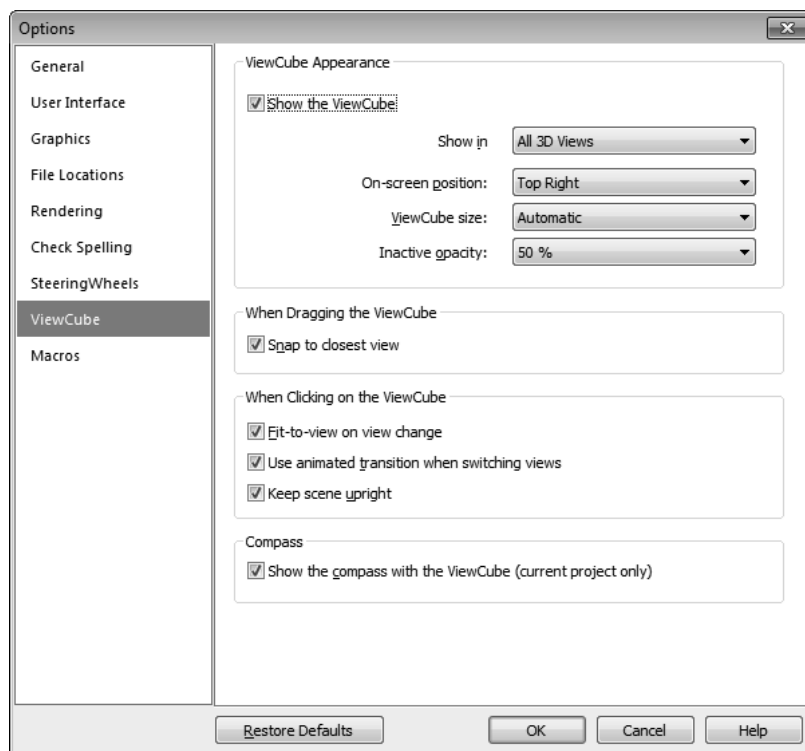 Options
General
User Interface
Graphics
File Locations
Rendering
Check Spelling
SteeringWheels
ViewCube
Macros
ViewCube Appearance
Show the ViewCube
Show in All 3D Views
On-screen position: Top Right
ViewCube size: Automatic
Inactive opacity: 50 %
When Dragging the ViewCube
Snap to closest view
When Clicking on the ViewCube
Fit-to-view on view change
Use animated transition when switching views
Keep scene upright
Compass
Show the compass with the ViewCube (current project only)
Restore Defaults OK Cancel Help